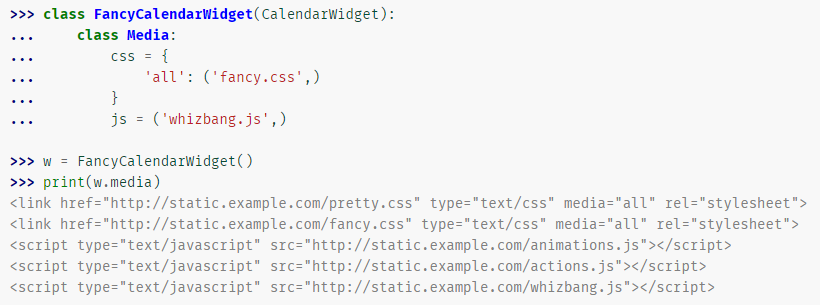 >>> class FancyCalendarWidget(CalendarWidget):
...     class Media:
...         css = {
...             'all': ('fancy.css',)
...         }
...         js = ('whizbang.js',)

>>> w = FancyCalendarWidget()
>>> print(w.media)
<link href="http://static.example.com/pretty.css" type="text/css" media="all" rel="stylesheet">
<link href="http://static.example.com/fancy.css" type="text/css" media="all" rel="stylesheet">
<script type="text/javascript" src="http://static.example.com/animations.js"></script>
<script type="text/javascript" src="http://static.example.com/actions.js"></script>
<script type="text/javascript" src="http://static.example.com/whizbang.js"></script>